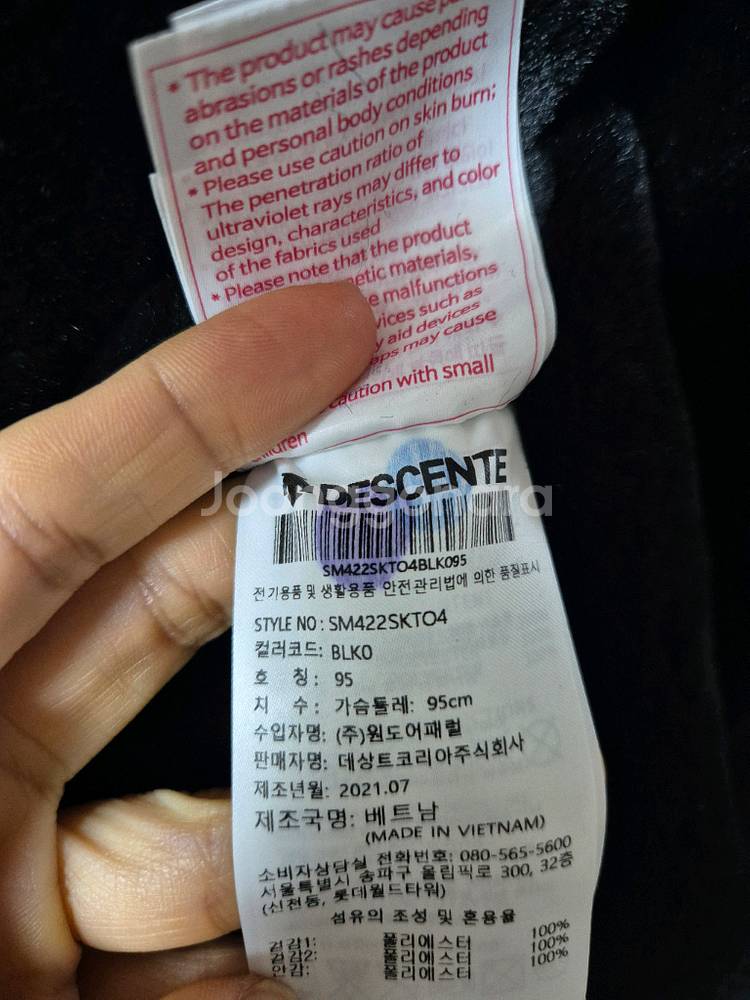 * The product may cause
abrasions or rashes depending
on the materials of the product
and personal body conditions
* Please use caution on skin burn;
The penetration ratio of
ultraviolet rays may differ to
design, characteristics, and color
of the fabrics used
* Please note that the product
materials,
malfunctions
such as
aid devices
may cause
caution with small
children
DESCENTE
Joonggonara
SM422SKTO4BLK095
전기용품 및 생활용품 안전관리법에 의한 품질표시
STYLE NO : SM422SKTO4
컬러코드: BLK0
호 칭 : 95
치 수 : 가슴둘레: 95cm
수입자명: (주)원도어패럴
판매자명: 데상트코리아주식회사
제조년월: 2021.07
제조국명: 베트남
(MADE IN VIETNAM)
소비자상담실 전화번호: 080-565-5600
서울특별시 송파구 올림픽로 300, 32층
(신천동, 롯데월드타워)
섬유의 조성 및 혼용율
겉감1: 폴리에스터 100%
겉감2: 폴리에스터 100%
안감: 폴리에스터 100%